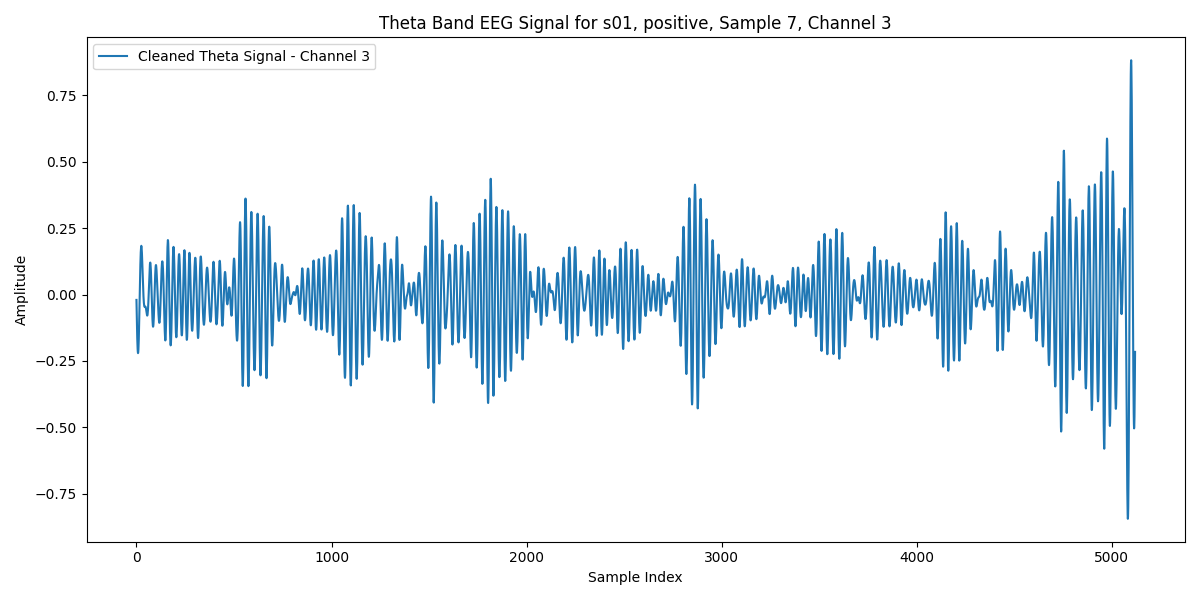 Theta Band EEG Signal for s01, positive, Sample 7, Channel 3
Cleaned Theta Signal - Channel 3
Amplitude
0.75
0.50
0.25
0.00
−0.25
−0.50
−0.75
0 1000 2000 3000 4000 5000
Sample Index